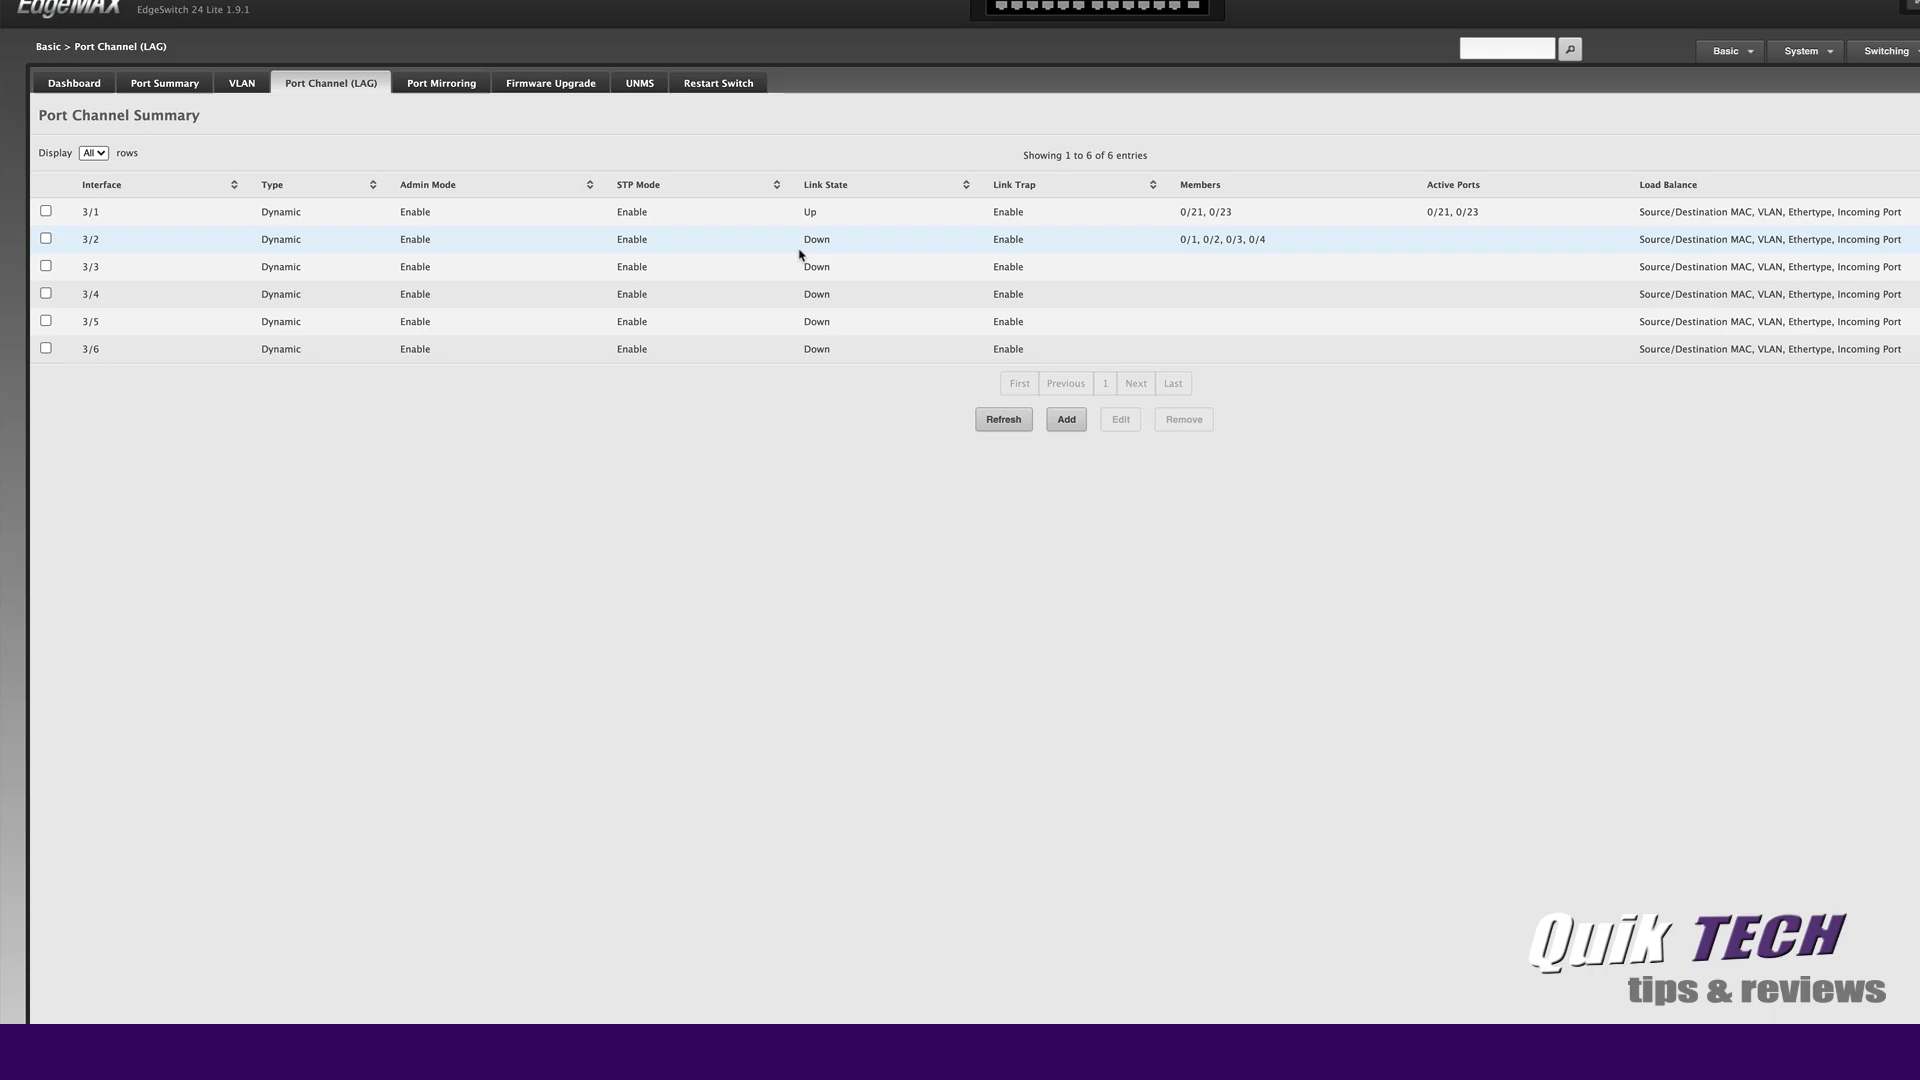 EdgeMAX EdgeSwitch 24 Lite 1.9.1
Basic > Port Channel (LAG)
Basic System Switching
Dashboard Port Summary VLAN Port Channel (LAG) Port Mirroring Firmware Upgrade UNMS Restart Switch
Port Channel Summary
Display All rows
Showing 1 to 6 of 6 entries
Interface Type Admin Mode STP Mode Link State Link Trap Members Active Ports Load Balance
3/1 Dynamic Enable Enable Up Enable 0/21, 0/23 0/21, 0/23 Source/Destination MAC, VLAN, Ethertype, Incoming Port
3/2 Dynamic Enable Enable Down Enable 0/1, 0/2, 0/3, 0/4 Source/Destination MAC, VLAN, Ethertype, Incoming Port
3/3 Dynamic Enable Enable Down Enable Source/Destination MAC, VLAN, Ethertype, Incoming Port
3/4 Dynamic Enable Enable Down Enable Source/Destination MAC, VLAN, Ethertype, Incoming Port
3/5 Dynamic Enable Enable Down Enable Source/Destination MAC, VLAN, Ethertype, Incoming Port
3/6 Dynamic Enable Enable Down Enable Source/Destination MAC, VLAN, Ethertype, Incoming Port
First Previous 1 Next Last
Refresh Add Edit Remove
Quik TECH
tips & reviews